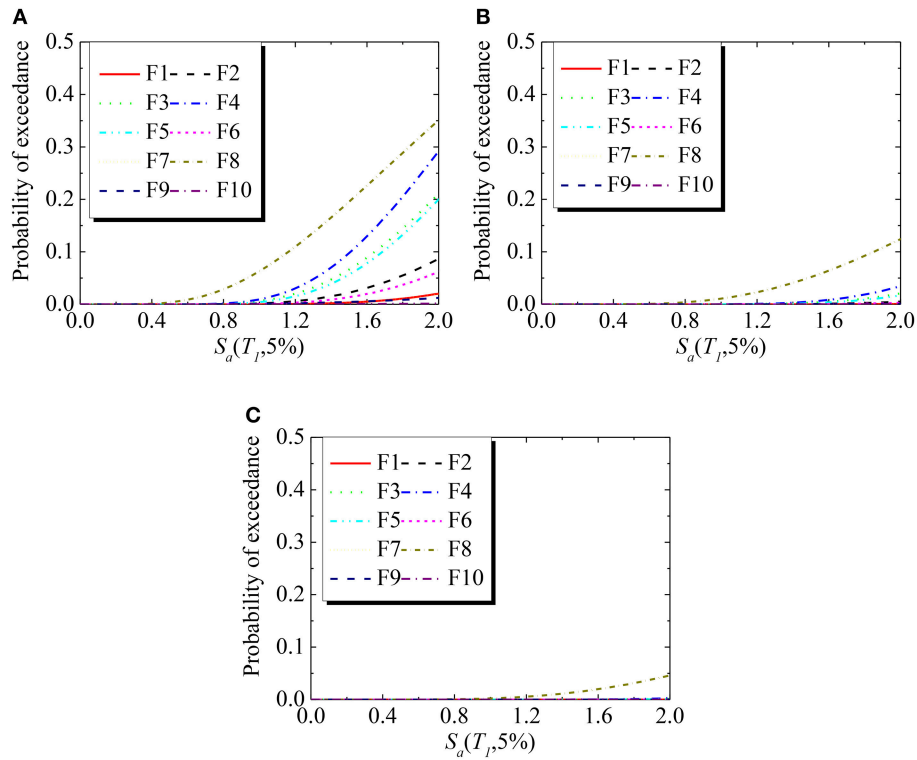 A
Probability of exceedance
0.5
0.4
0.3
0.2
0.1
0.0
F1 F2
F3 F4
F5 F6
F7 F8
F9 F10
0.0 0.4 0.8 1.2 1.6 2.0
Sa(T1,5%)
B
Probability of exceedance
0.5
0.4
0.3
0.2
0.1
0.0
F1 F2
F3 F4
F5 F6
F7 F8
F9 F10
0.0 0.4 0.8 1.2 1.6 2.0
Sa(T1,5%)
C
Probability of exceedance
0.5
0.4
0.3
0.2
0.1
0.0
F1 F2
F3 F4
F5 F6
F7 F8
F9 F10
0.0 0.4 0.8 1.2 1.6 2.0
Sa(T1,5%)